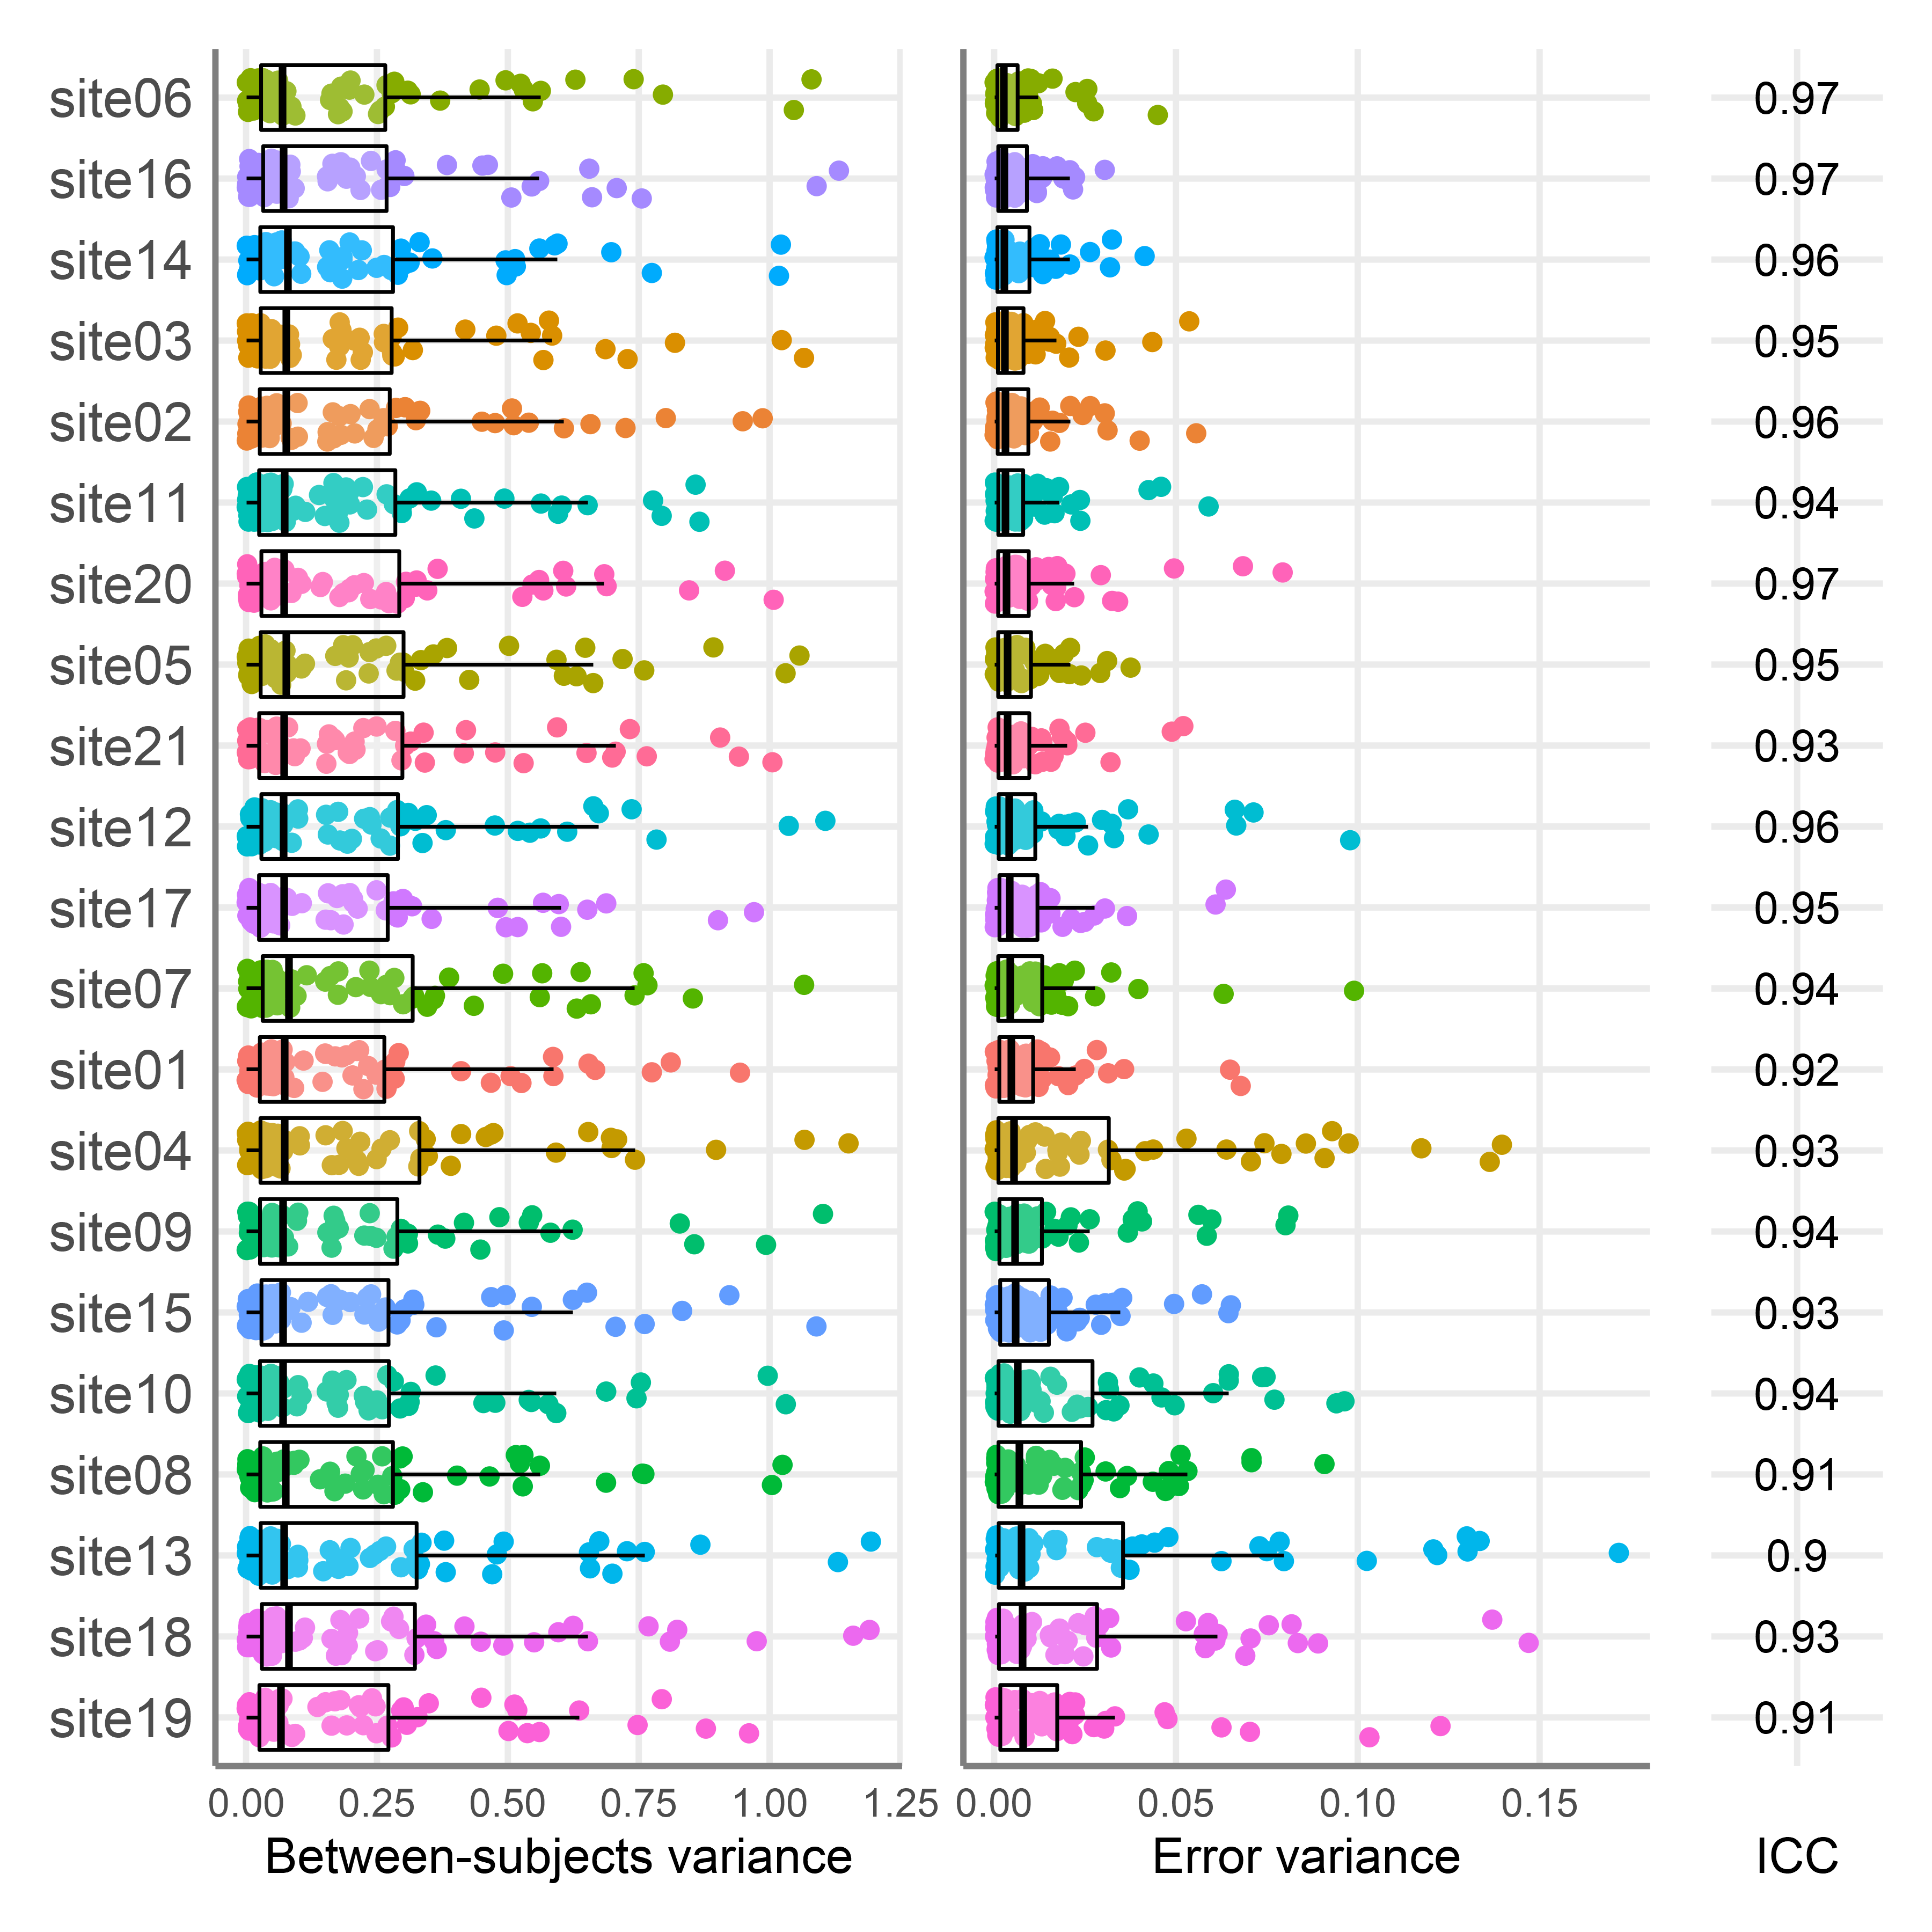 site06 0.97
site16 0.97
site14 0.96
site03 0.95
site02 0.96
site11 0.94
site20 0.97
site05 0.95
site21 0.93
site12 0.96
site17 0.95
site07 0.94
site01 0.92
site04 0.93
site09 0.94
site15 0.93
site10 0.94
site08 0.91
site13 0.9
site18 0.93
site19 0.91
0.00 0.25 0.50 0.75 1.00 1.25 0.00 0.05 0.10 0.15
Between-subjects variance Error variance ICC